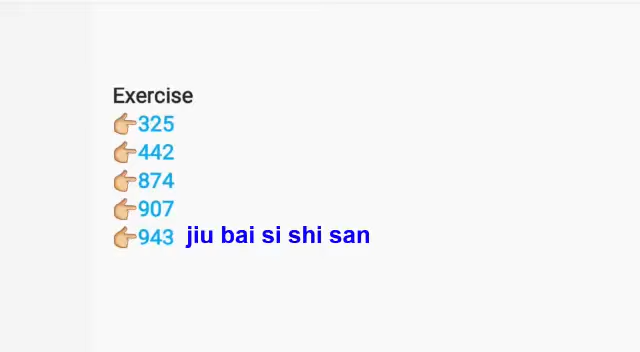 Exercise
👉🏼325
👉🏼442
👉🏼874
👉🏼907
👉🏼943 jiu bai si shi san